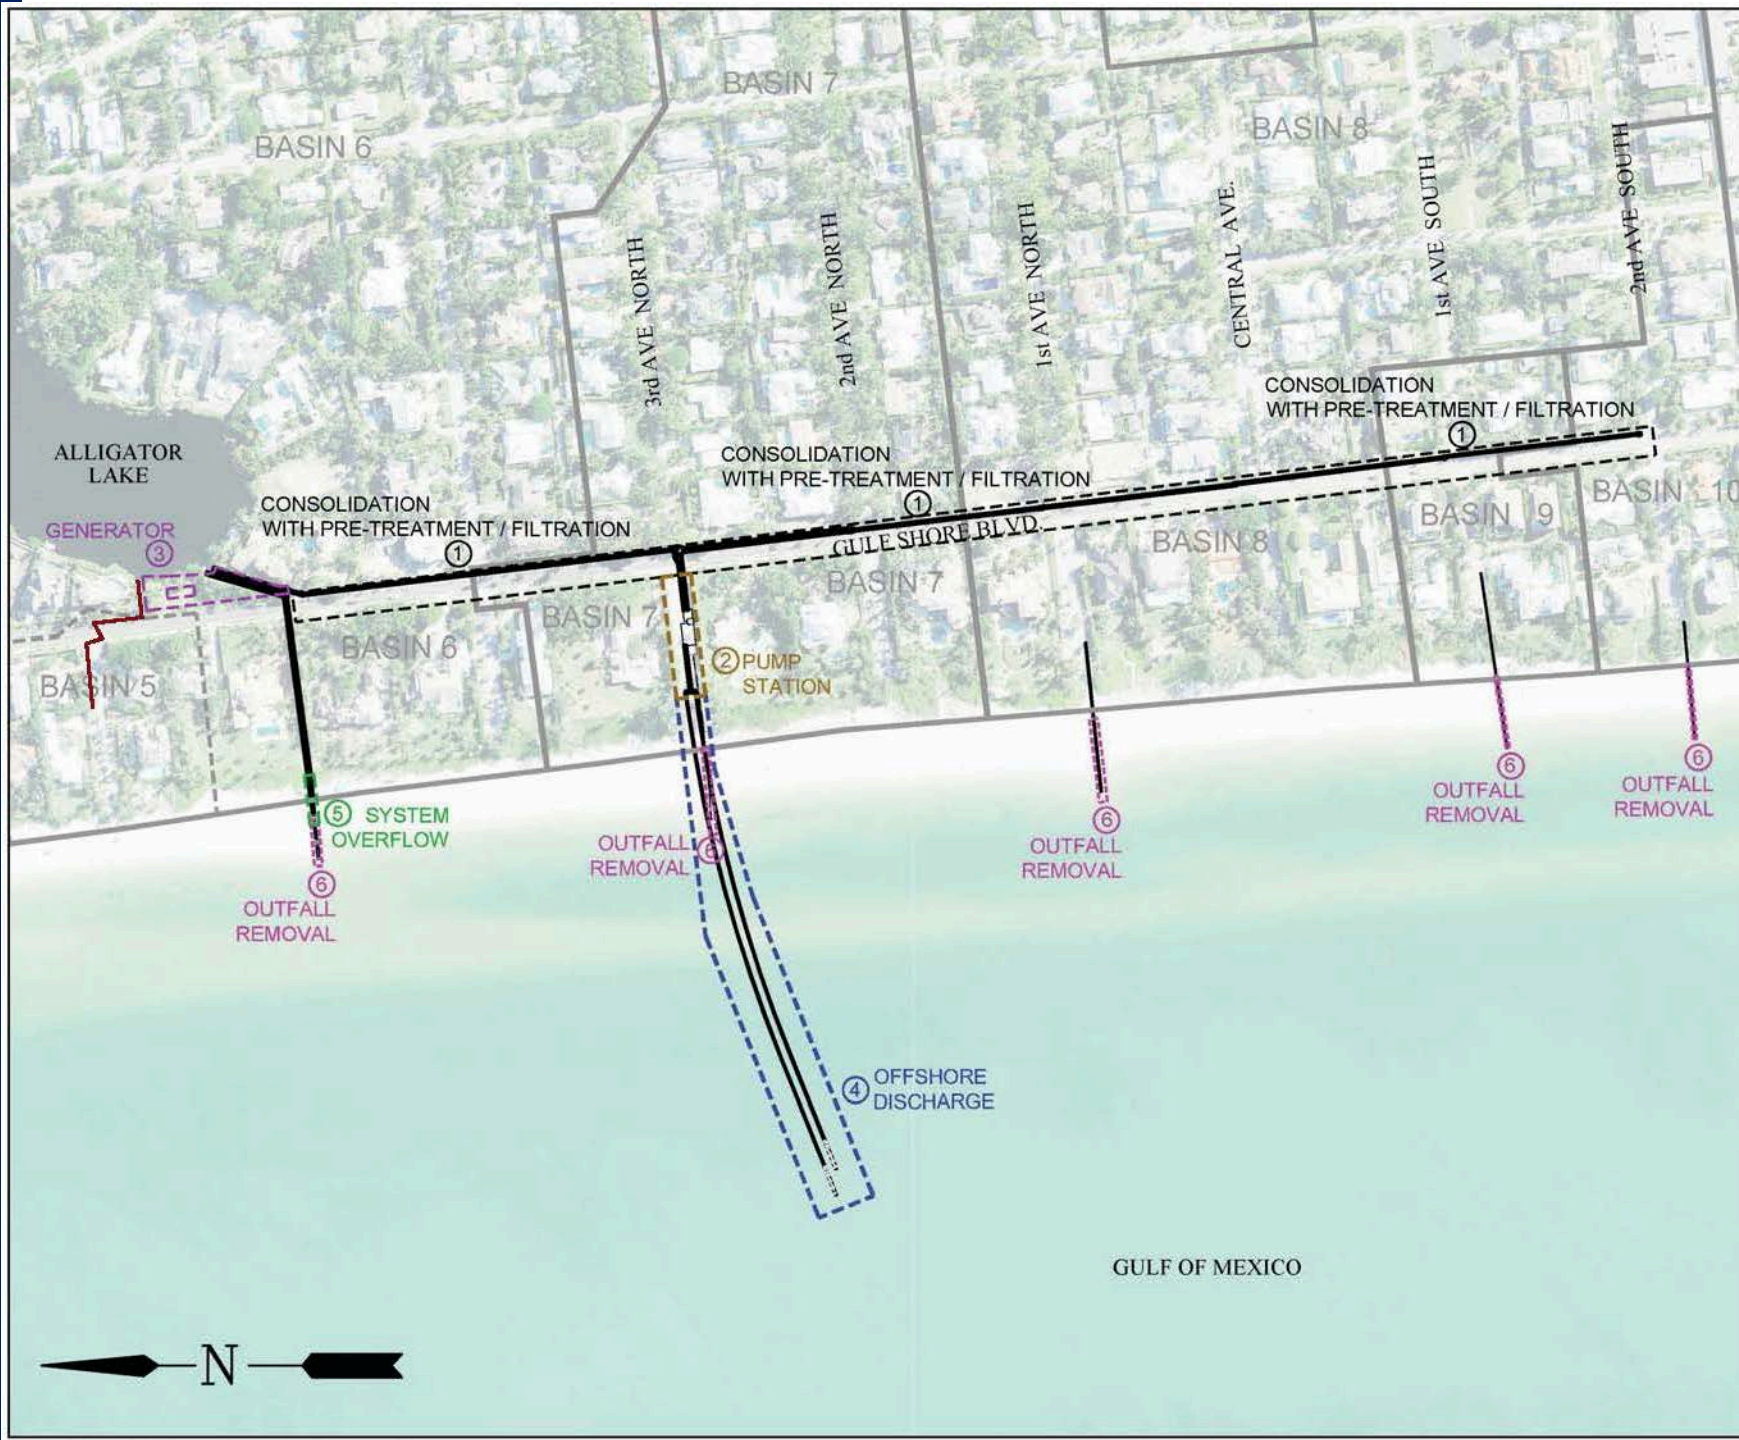 BASIN 7
BASIN 6
BASIN 8
3rd AVE NORTH
2nd AVE NORTH
1st AVE NORTH
CENTRAL AVE.
1st AVE SOUTH
2nd AVE SOUTH
CONSOLIDATION
WITH PRE-TREATMENT / FILTRATION
1
CONSOLIDATION
WITH PRE-TREATMENT / FILTRATION
1
CONSOLIDATION
WITH PRE-TREATMENT / FILTRATION
1
ALLIGATOR
LAKE
GENERATOR
3
GULF SHORE BLVD.
BASIN 10
BASIN 9
BASIN 8
BASIN 7
BASIN 7
BASIN 6
BASIN 5
2 PUMP
STATION
5 SYSTEM
OVERFLOW
6
OUTFALL
REMOVAL
OUTFALL
REMOVAL
6
6
OUTFALL
REMOVAL
6
OUTFALL
REMOVAL
6
OUTFALL
REMOVAL
4 OFFSHORE
DISCHARGE
GULF OF MEXICO
N